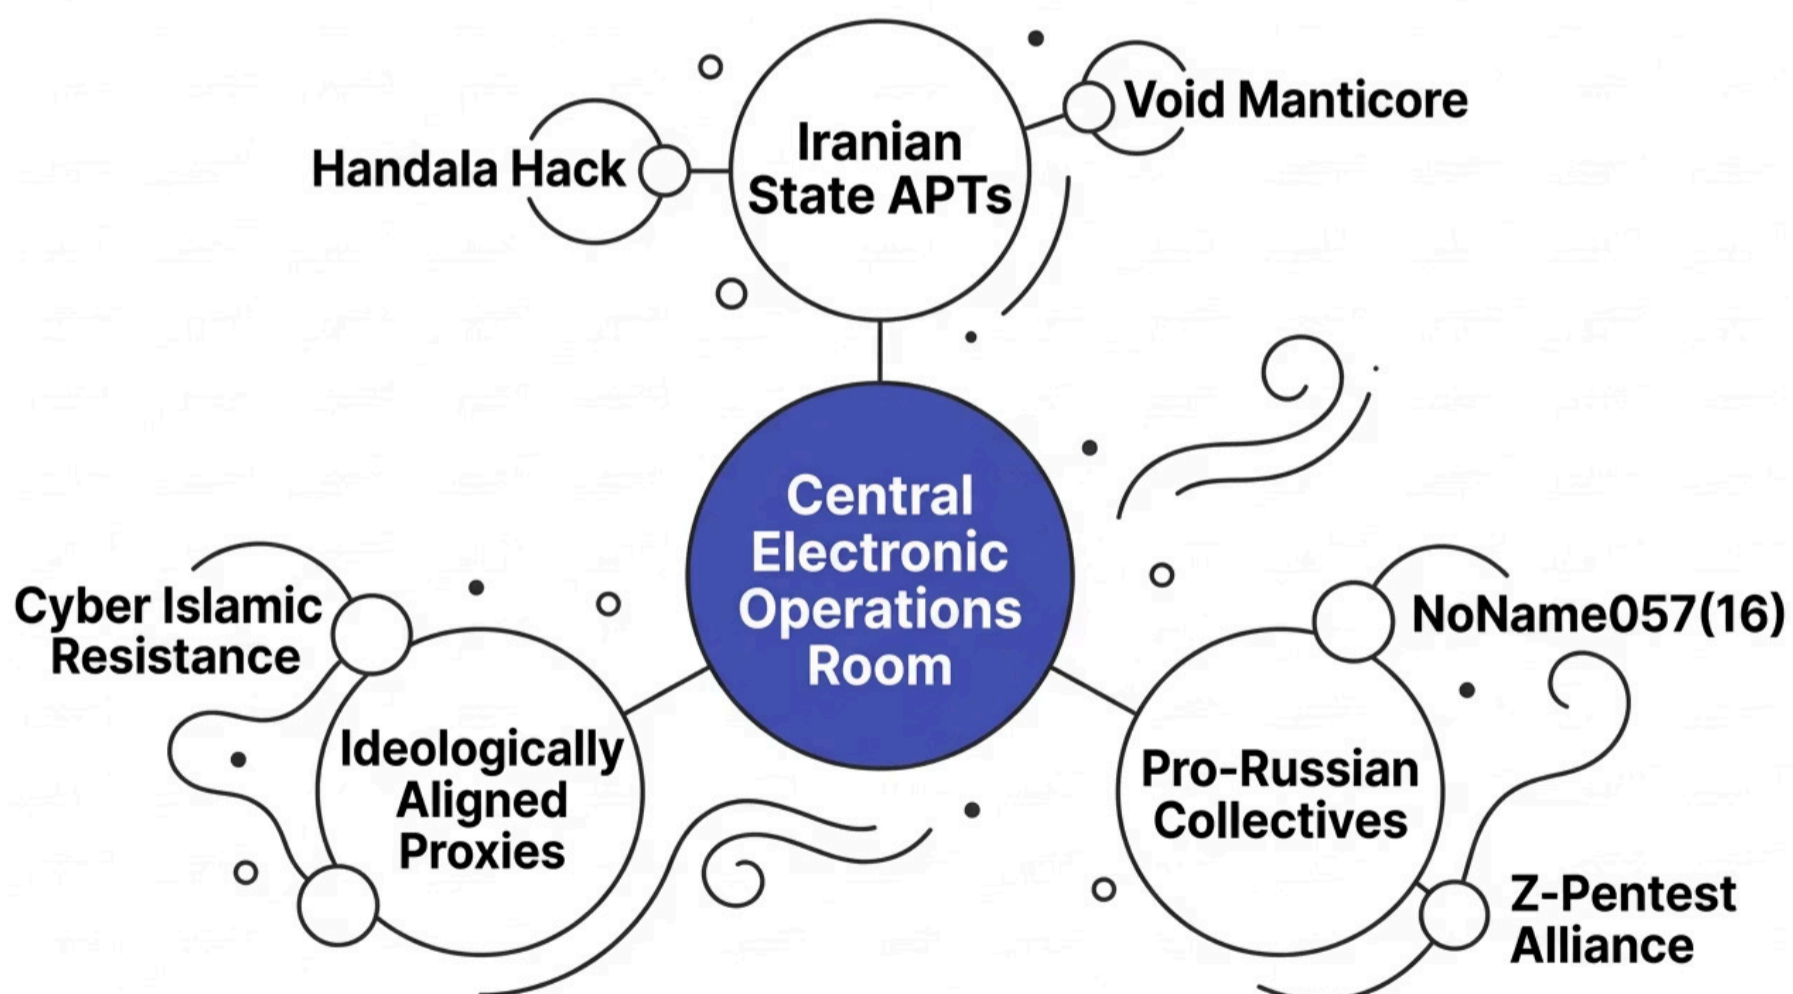 Void Manticore
Handala Hack
Iranian
State APTs
Central
Electronic
Operations
Room
Cyber Islamic
Resistance
NoName057(16)
Ideologically
Aligned
Proxies
Pro-Russian
Collectives
Z-Pentest
Alliance